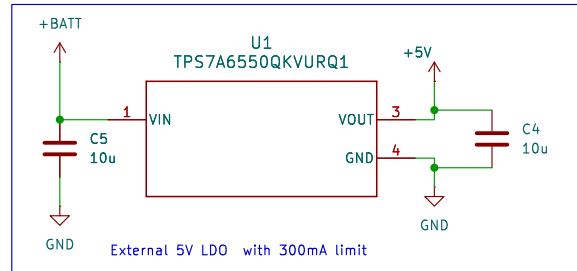 +BATT
U1
TPS7A6550QKVURQ1
+5V
1
VIN
VOUT
3
C5
10u
GND
4
C4
10u
GND
GND
External 5V LDO with 300mA limit